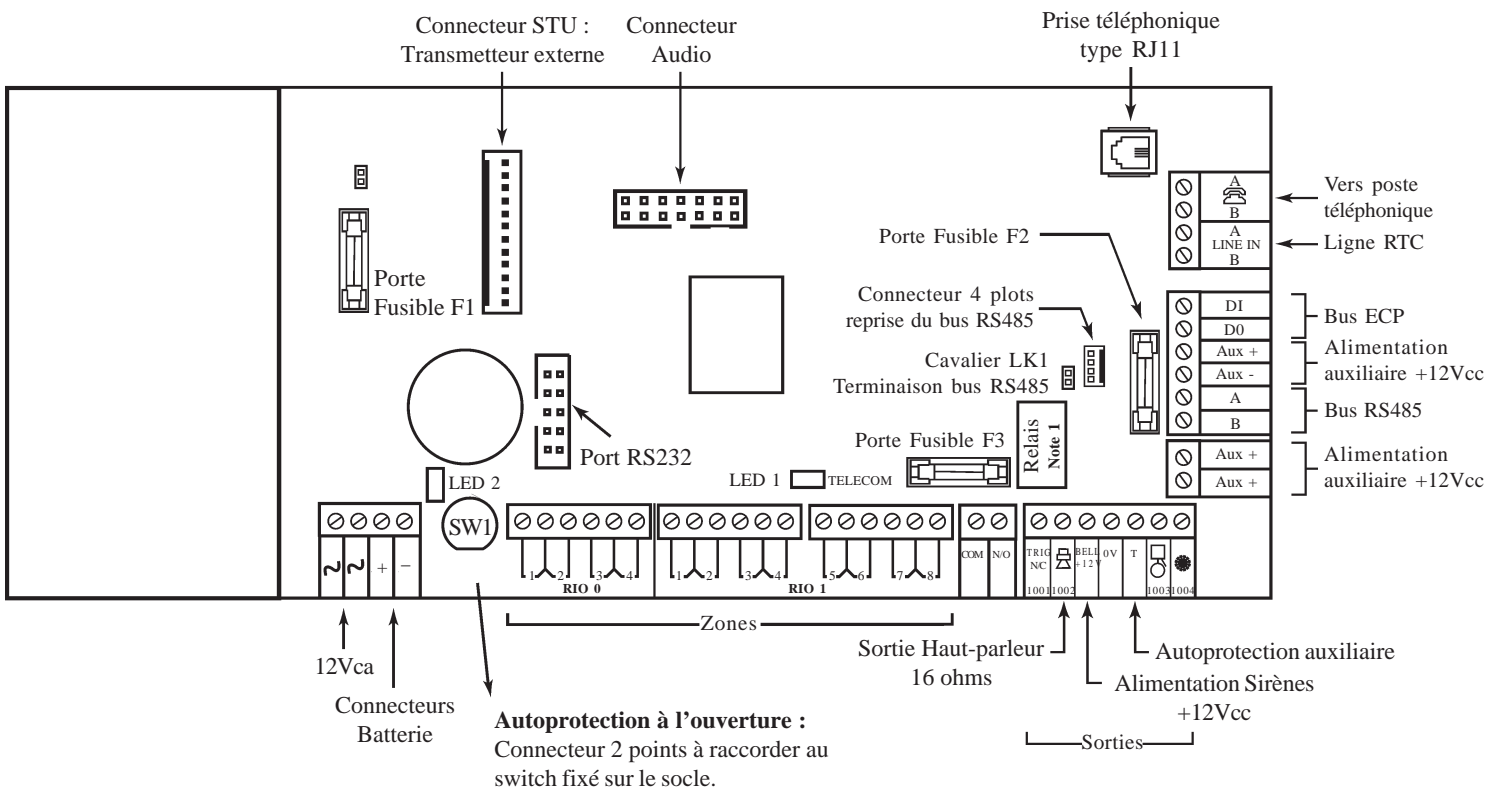 Connecteur STU :
Transmetteur externe
Connecteur
Audio
Prise téléphonique
type RJ11
A
B
Vers poste
téléphonique
A
LINE IN
B
Ligne RTC
Porte
Fusible F1
Porte Fusible F2
Connecteur 4 plots
reprise du bus RS485
Cavalier LK1
Terminaison bus RS485
DI
D0
Bus ECP
Aux +
Aux -
Alimentation
auxiliaire +12Vcc
A
B
Bus RS485
Aux +
Aux +
Alimentation
auxiliaire +12Vcc
Relais
Note 1
Porte Fusible F3
Port RS232
LED 2
LED 1
TELECOM
SW1
+
−
1 2 3 4
RIO 0
1 2 3 4 5 6 7 8
RIO 1
COM
N/O
TRIG
N/C
BELL
+12V
0V
T
1001
1002
1003
1004
Zones
12Vca
Connecteurs
Batterie
Sortie Haut-parleur
16 ohms
Autoprotection auxiliaire
Alimentation Sirènes
+12Vcc
Sorties
Autoprotection à l’ouverture :
Connecteur 2 points à raccorder au
switch fixé sur le socle.